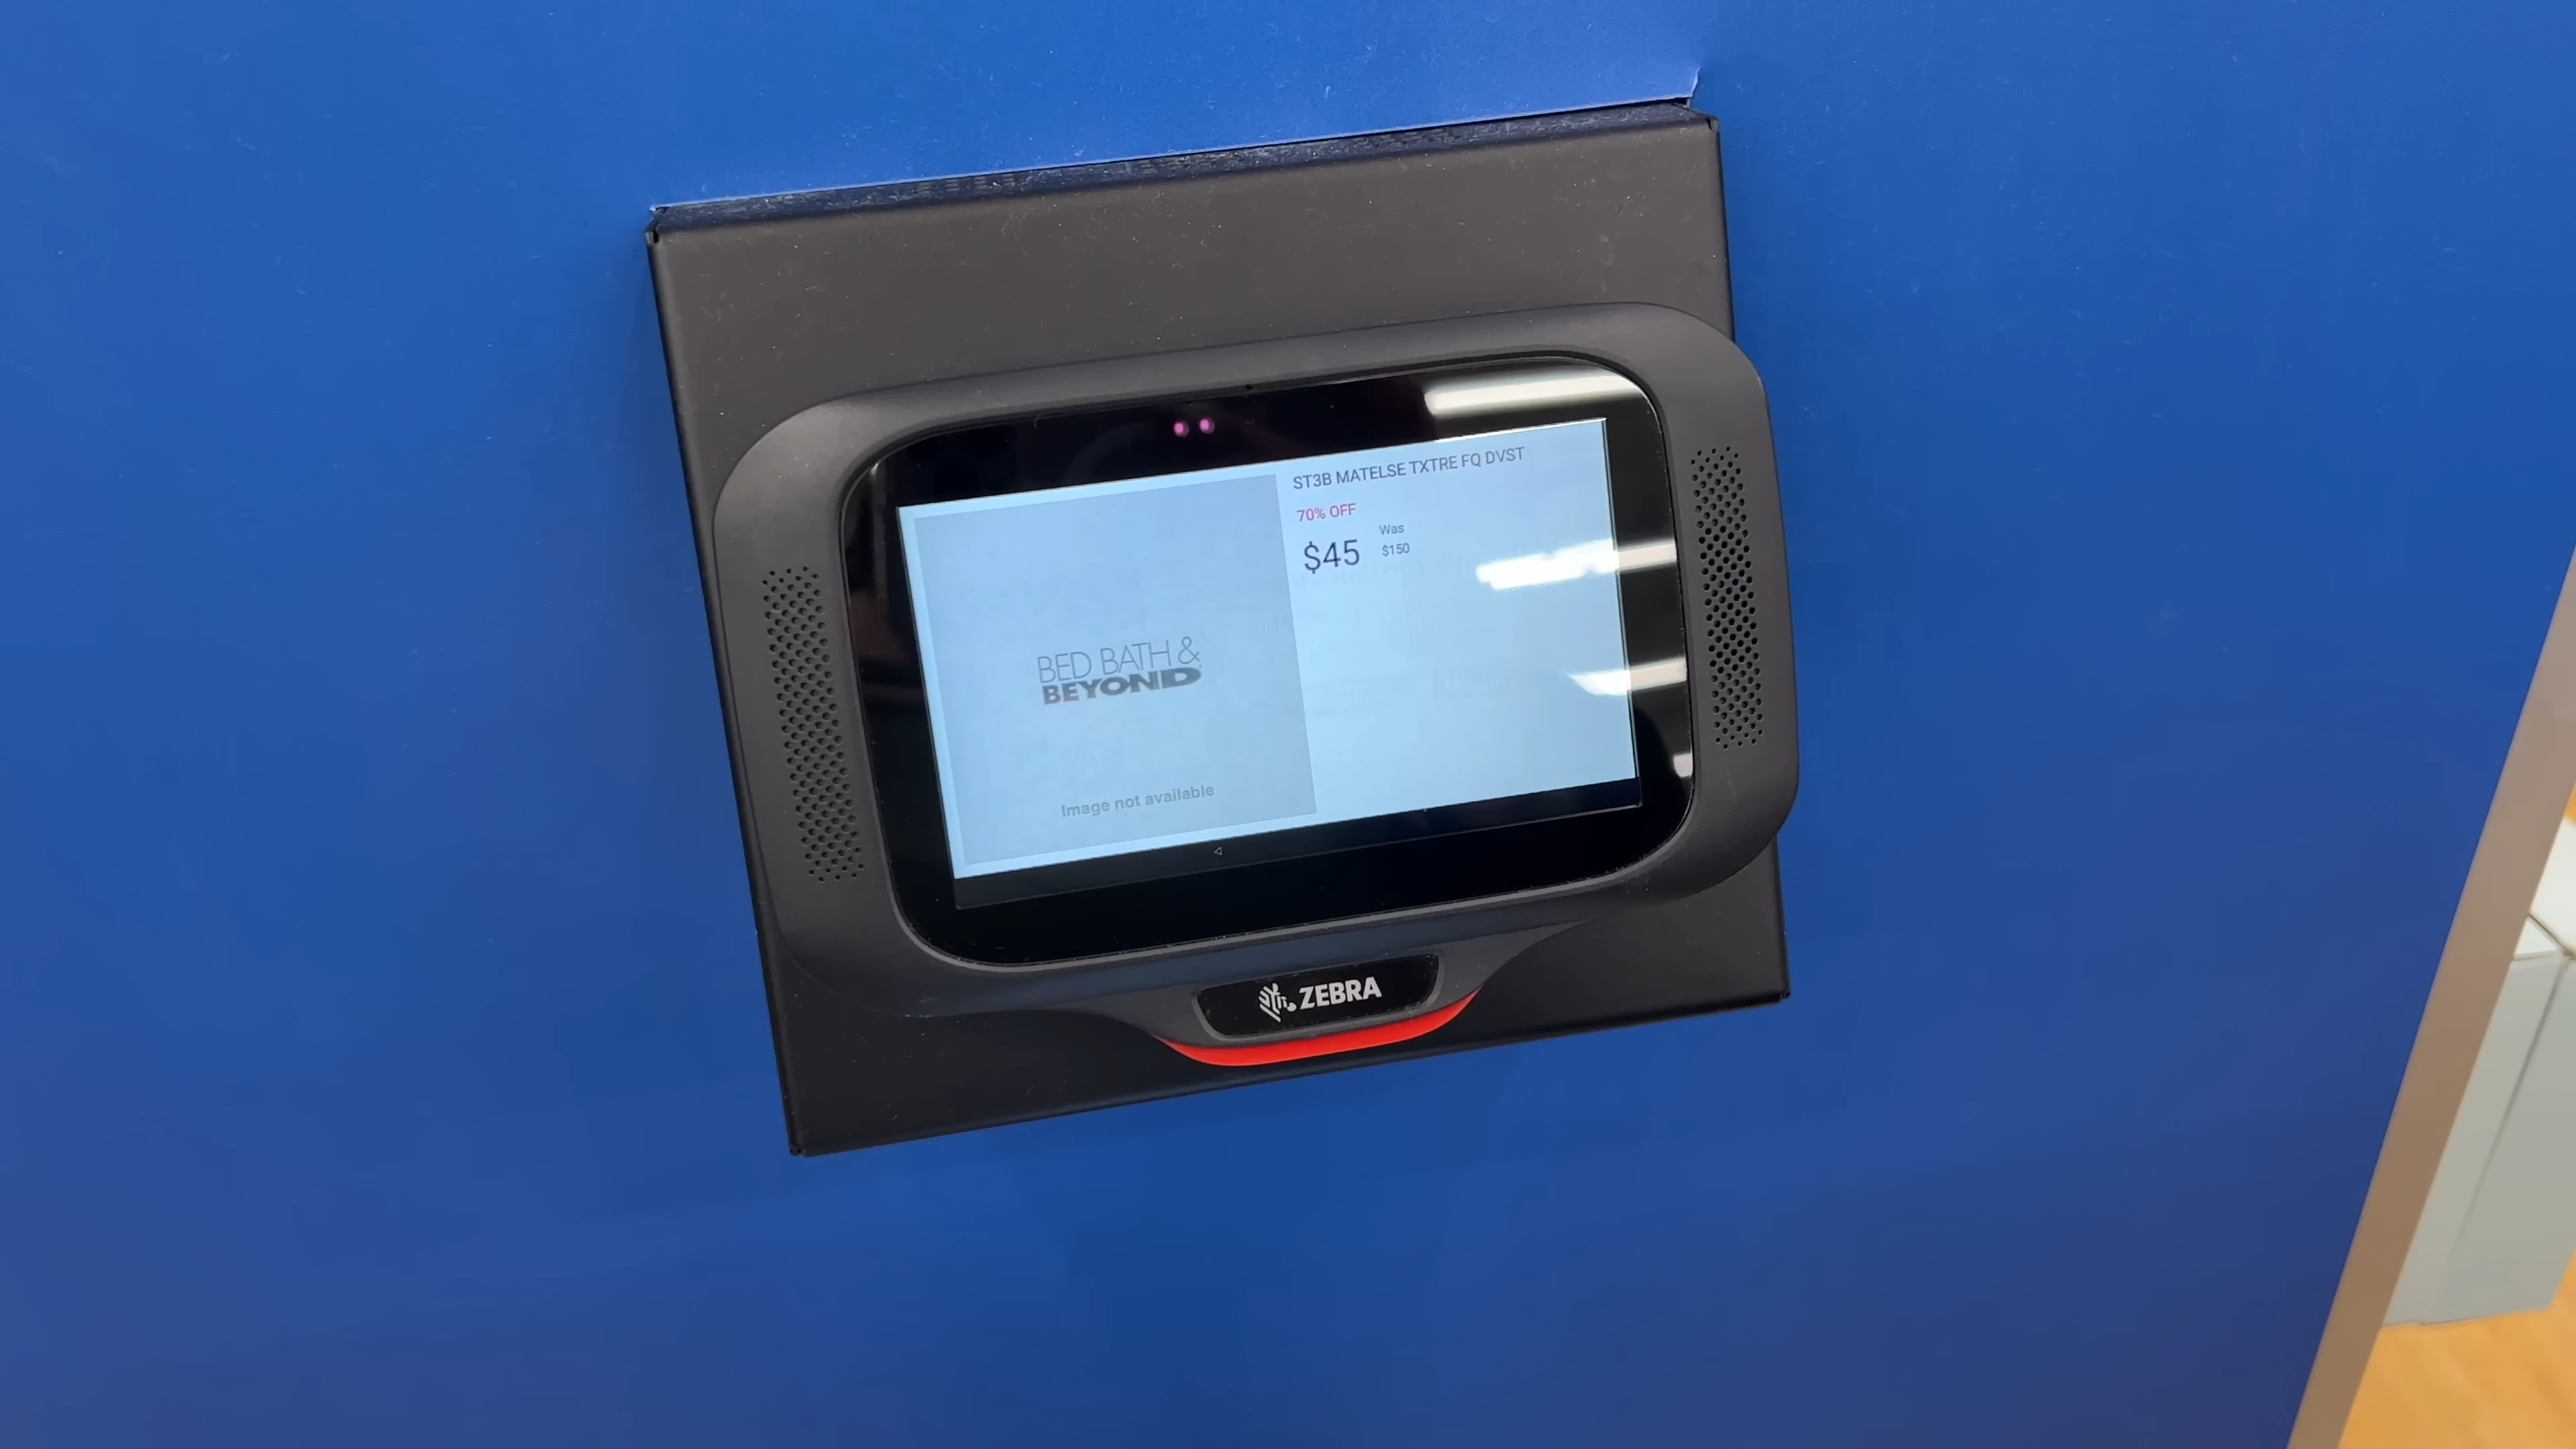 ST3B MATELSE TXTRE FQ DVST
70% OFF
Was
$45
$150
BED BATH &
BEYOND
Image not available
ZEBRA